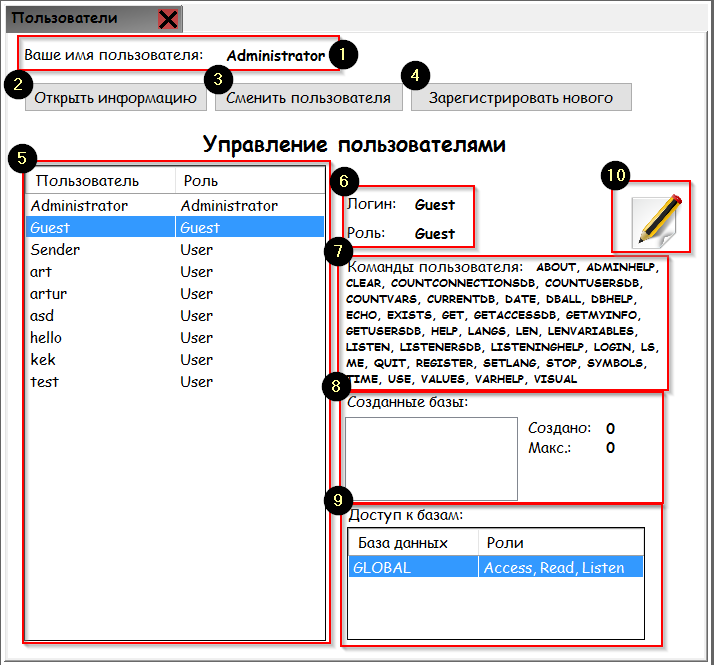 Пользователи
Ваше имя пользователя: Administrator 1
2 3 4
Открыть информацию Сменить пользователя Зарегистрировать нового
Управление пользователями
5
Пользователь Роль
Administrator Administrator
Guest Guest
Sender User
art User
artur User
asd User
hello User
kek User
test User
6
Логин: Guest
Роль: Guest
10
7
Команды пользователя: ABOUT, ADMINHELP,
CLEAR, COUNTCONNECTIONSDB, COUNTUSERSDB,
COUNTVARS, CURRENTDB, DATE, DBALL, DBHELP,
ECHO, EXISTS, GET, GETACCESSDB, GETMYINFO,
GETUSERSDB, HELP, LANGS, LEN, LENVARIABLES,
LISTEN, LISTENERSDB, LISTENINGHELP, LOGIN, LS,
ME, QUIT, REGISTER, SETLANG, STOP, SYMBOLS,
TIME, USE, VALUES, VARHELP, VISUAL
8
Созданные базы:
Создано: 0
Макс.: 0
9
Доступ к базам:
База данных Роли
GLOBAL Access, Read, Listen